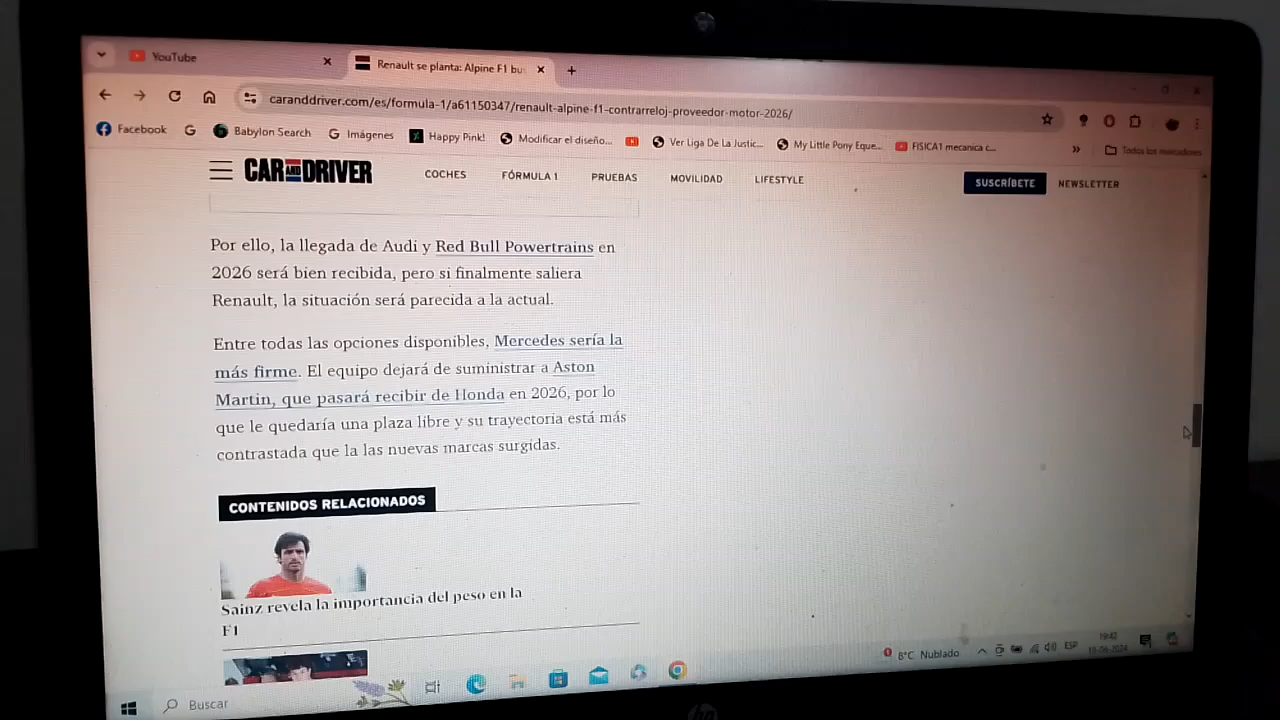 YouTube
Renault se planta: Alpine F1 bu
caranddriver.com/es/formula-1/a61150347/renault-alpine-f1-contrarreloj-proveedor-motor-2026/
Facebook
Babylon Search
Imágenes
Happy Pink!
Modificar el diseño...
Ver Liga De La Justic...
My Little Pony Eque...
FISICA1 mecanica c...
»
Todos los marcadores
CAR AND DRIVER
COCHES
FÓRMULA 1
PRUEBAS
MOVILIDAD
LIFESTYLE
SUSCRÍBETE
NEWSLETTER
Por ello, la llegada de Audi y Red Bull Powertrains en
2026 será bien recibida, pero si finalmente saliera
Renault, la situación será parecida a la actual.
Entre todas las opciones disponibles, Mercedes sería la
más firme. El equipo dejará de suministrar a Aston
Martin, que pasará recibir de Honda en 2026, por lo
que le quedaría una plaza libre y su trayectoria está más
contrastada que la las nuevas marcas surgidas.
CONTENIDOS RELACIONADOS
Sainz revela la importancia del peso en la
F1
Buscar
8°C Nublado
ESP
19:42
18-06-2024
hp